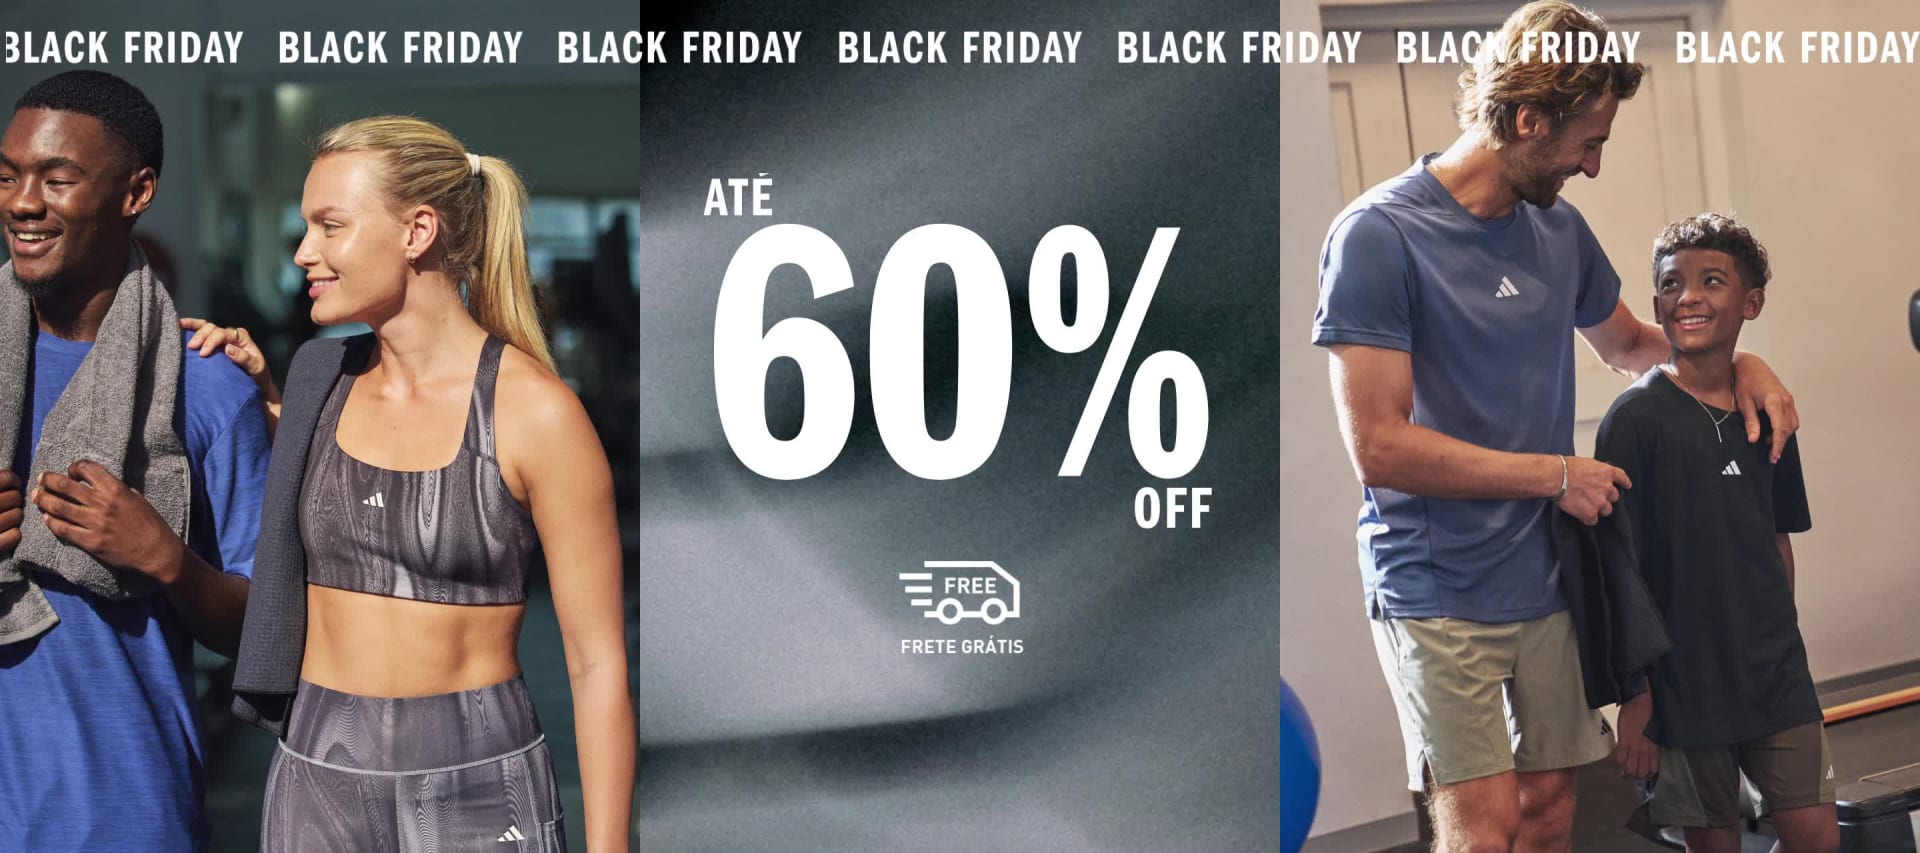 BLACK FRIDAY BLACK FRIDAY BLACK FRIDAY BLACK FRIDAY BLACK FRIDAY BLACK FRIDAY BLACK FRIDAY
ATÉ
60%
OFF
FREE
FRETE GRÁTIS